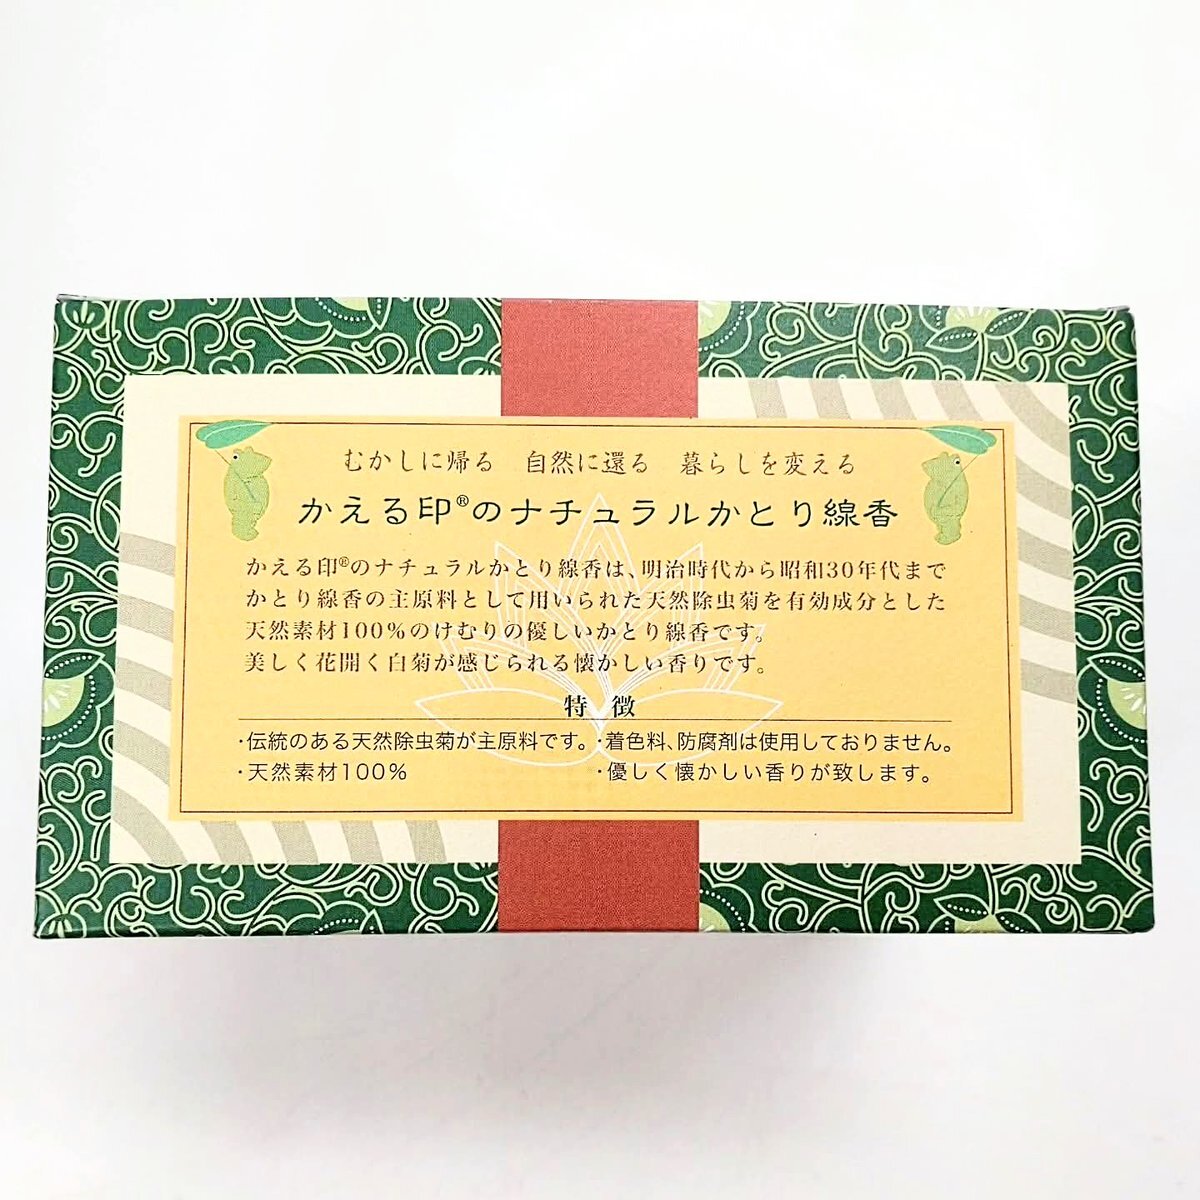 むかしに帰る　自然に還る　暮らしを変える
かえる印®のナチュラルかとり線香
かえる印®のナチュラルかとり線香は、明治時代から昭和30年代まで
かとり線香の主原料として用いられた天然除虫菊を有効成分とした
天然素材100%のけむりの優しいかとり線香です。
美しく花開く白菊が感じられる懐かしい香りです。
特　徴
・伝統のある天然除虫菊が主原料です。・着色料、防腐剤は使用しておりません。
・天然素材100%　・優しく懐かしい香りが致します。